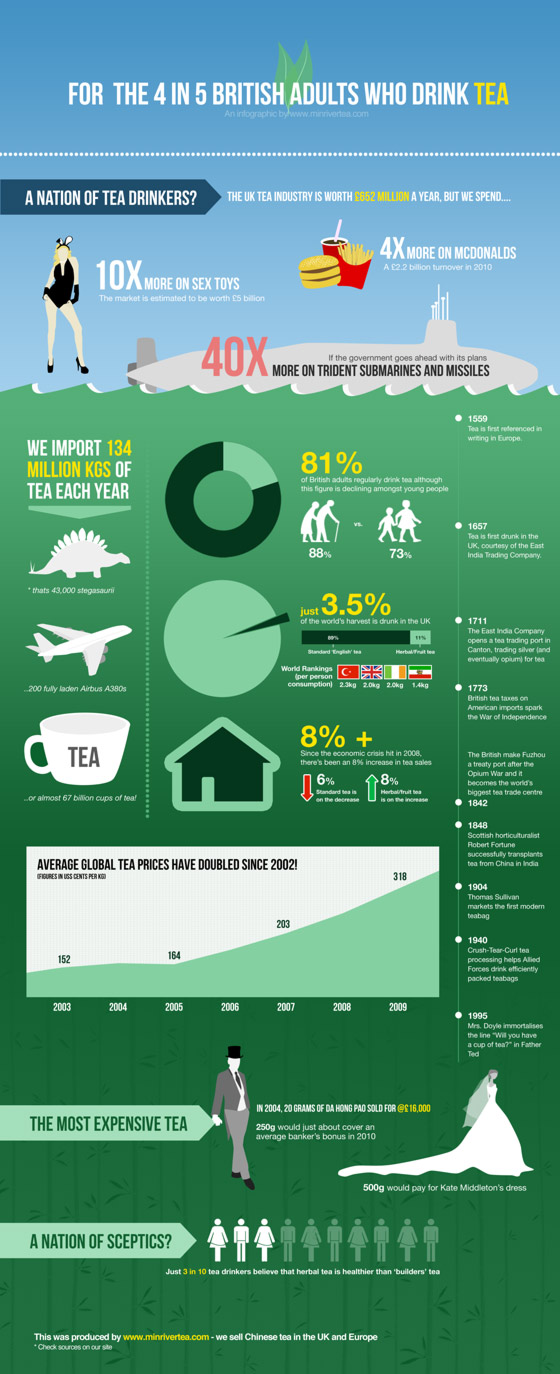 FOR THE 4 IN 5 BRITISH ADULTS WHO DRINK TEA
An infographic by www.minrivertea.com
A NATION OF TEA DRINKERS?
THE UK TEA INDUSTRY IS WORTH £652 MILLION A YEAR, BUT WE SPEND....
10X MORE ON SEX TOYS
The market is estimated to be worth £5 billion
4X MORE ON MCDONALDS
A £2.2 billion turnover in 2010
40X
If the government goes ahead with its plans
MORE ON TRIDENT SUBMARINES AND MISSILES
WE IMPORT 134
MILLION KGS OF
TEA EACH YEAR
* thats 43,000 stegasaurii
..200 fully laden Airbus A380s
TEA
..or almost 67 billion cups of tea!
81%
of British adults regularly drink tea although
this figure is declining amongst young people
vs.
88%
73%
just 3.5%
of the world's harvest is drunk in the UK
89%
11%
Standard 'English' tea
Herbal/Fruit tea
World Rankings
(per person
consumption)
2.3kg
2.0kg
2.0kg
1.4kg
8% +
Since the economic crisis hit in 2008,
there's been an 8% increase in tea sales
6%
Standard tea is
on the decrease
8%
Herbal/fruit tea
is on the increase
1559
Tea is first referenced in
writing in Europe.
1657
Tea is first drunk in the
UK, courtesy of the East
India Trading Company.
1711
The East India Company
opens a tea trading port in
Canton, trading silver (and
eventually opium) for tea
1773
British tea taxes on
American imports spark
the War of Independence
The British make Fuzhou
a treaty port after the
Opium War and it
becomes the world's
biggest tea trade centre
1842
1848
Scottish horticulturalist
Robert Fortune
successfully transplants
tea from China in India
1904
Thomas Sullivan
markets the first modern
teabag
1940
Crush-Tear-Curl tea
processing helps Allied
Forces drink efficiently
packed teabags
1995
Mrs. Doyle immortalises
the line "Will you have
a cup of tea?" in Father
Ted
AVERAGE GLOBAL TEA PRICES HAVE DOUBLED SINCE 2002!
(FIGURES IN US$ CENTS PER KG)
152
164
203
318
2003
2004
2005
2006
2007
2008
2009
THE MOST EXPENSIVE TEA
IN 2004, 20 GRAMS OF DA HONG PAO SOLD FOR @£16,000
250g would just about cover an
average banker's bonus in 2010
500g would pay for Kate Middleton's dress
A NATION OF SCEPTICS?
Just 3 in 10 tea drinkers believe that herbal tea is healthier than 'builders' tea
This was produced by www.minrivertea.com - we sell Chinese tea in the UK and Europe
* Check sources on our site